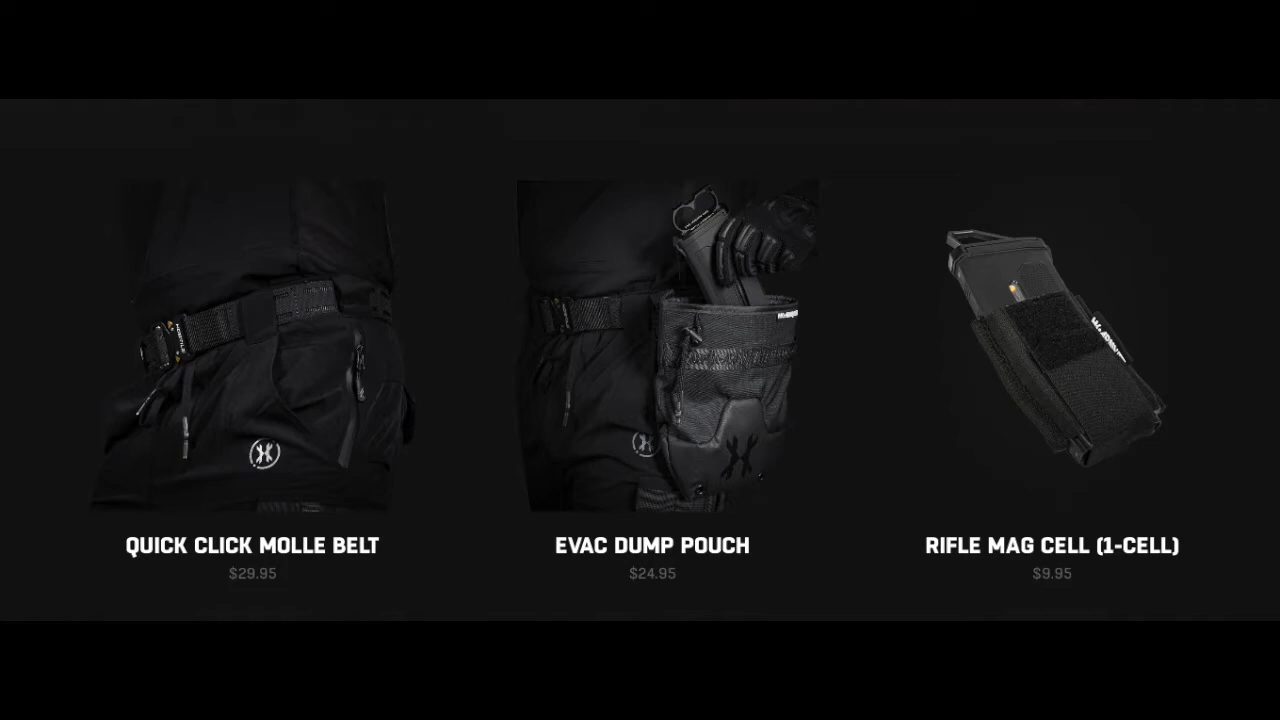 QUICK CLICK MOLLE BELT
$29.95
EVAC DUMP POUCH
$24.95
RIFLE MAG CELL (1-CELL)
$9.95